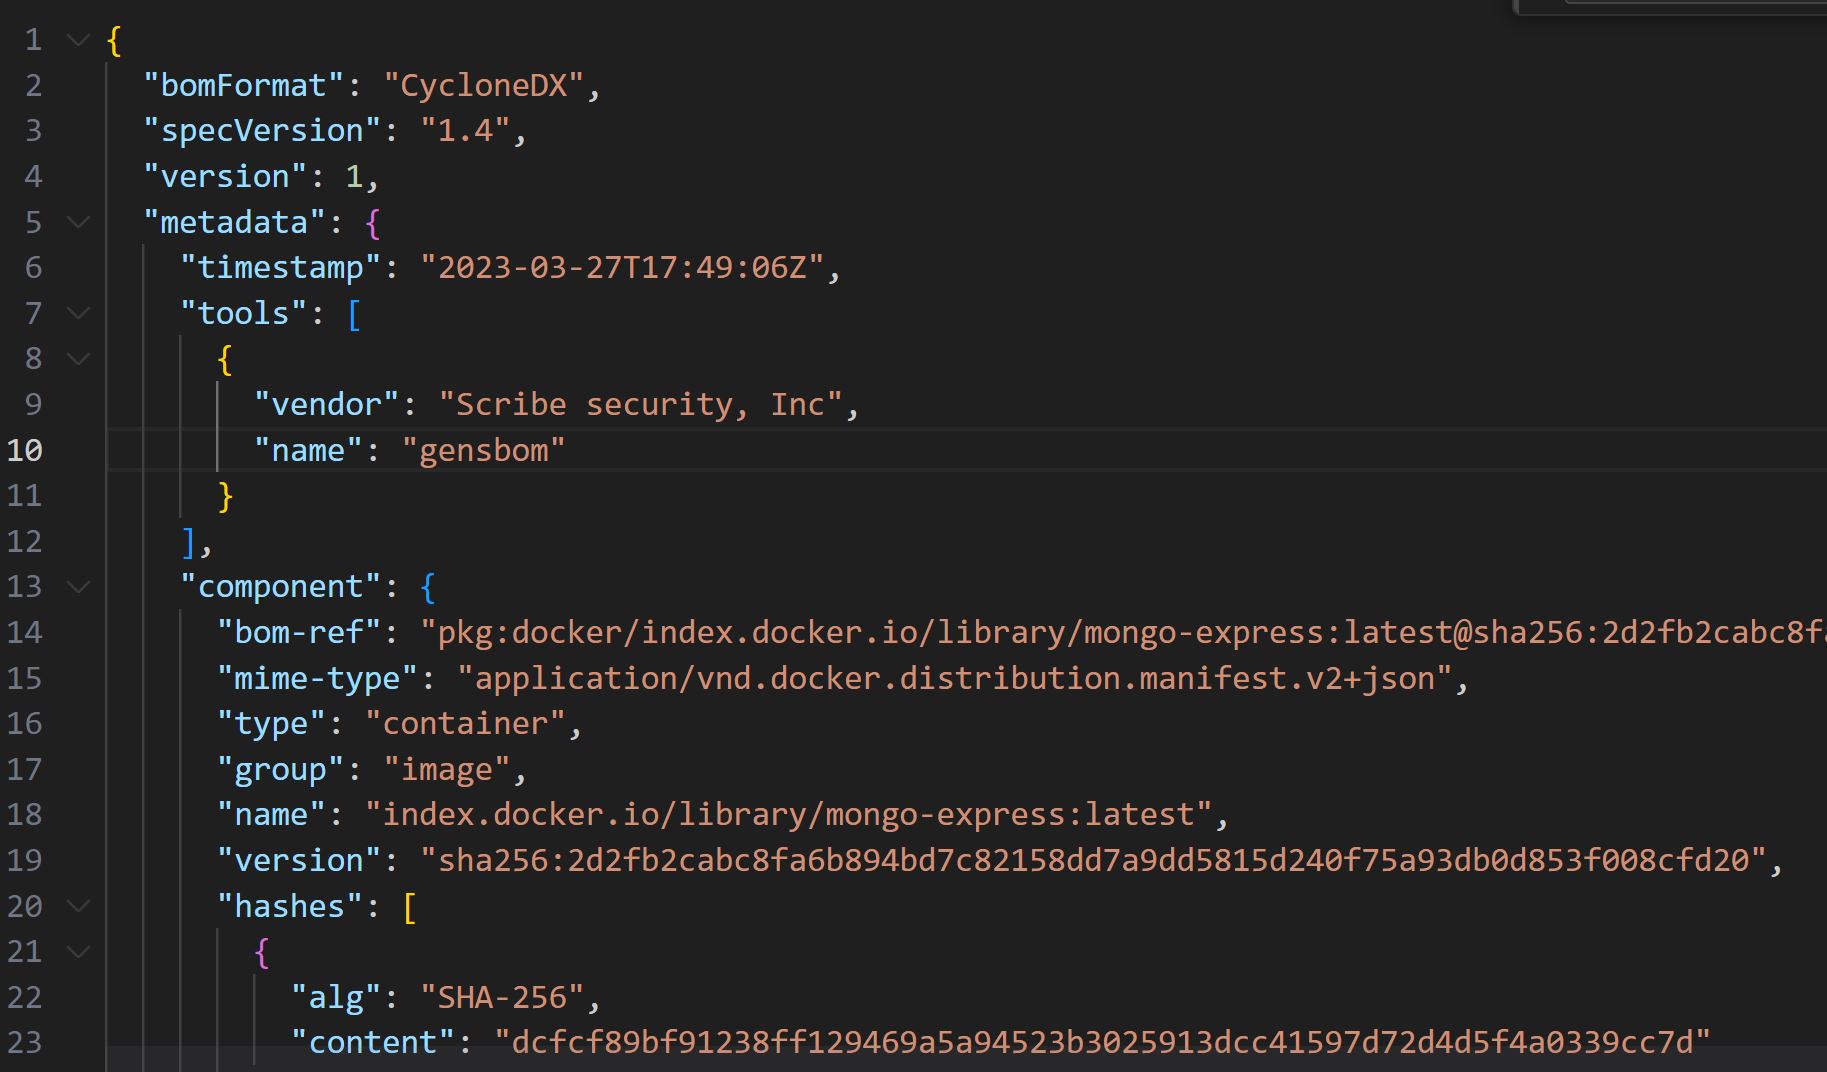 1 {
2 "bomFormat": "CycloneDX",
3 "specVersion": "1.4",
4 "version": 1,
5 "metadata": {
6 "timestamp": "2023-03-27T17:49:06Z",
7 "tools": [
8 {
9 "vendor": "Scribe security, Inc",
10 "name": "gensbom"
11 }
12 ],
13 "component": {
14 "bom-ref": "pkg:docker/index.docker.io/library/mongo-express:latest@sha256:2d2fb2cabc8f
15 "mime-type": "application/vnd.docker.distribution.manifest.v2+json",
16 "type": "container",
17 "group": "image",
18 "name": "index.docker.io/library/mongo-express:latest",
19 "version": "sha256:2d2fb2cabc8fa6b894bd7c82158dd7a9dd5815d240f75a93db0d853f008cfd20",
20 "hashes": [
21 {
22 "alg": "SHA-256",
23 "content": "dcfcf89bf91238ff129469a5a94523b3025913dcc41597d72d4d5f4a0339cc7d"